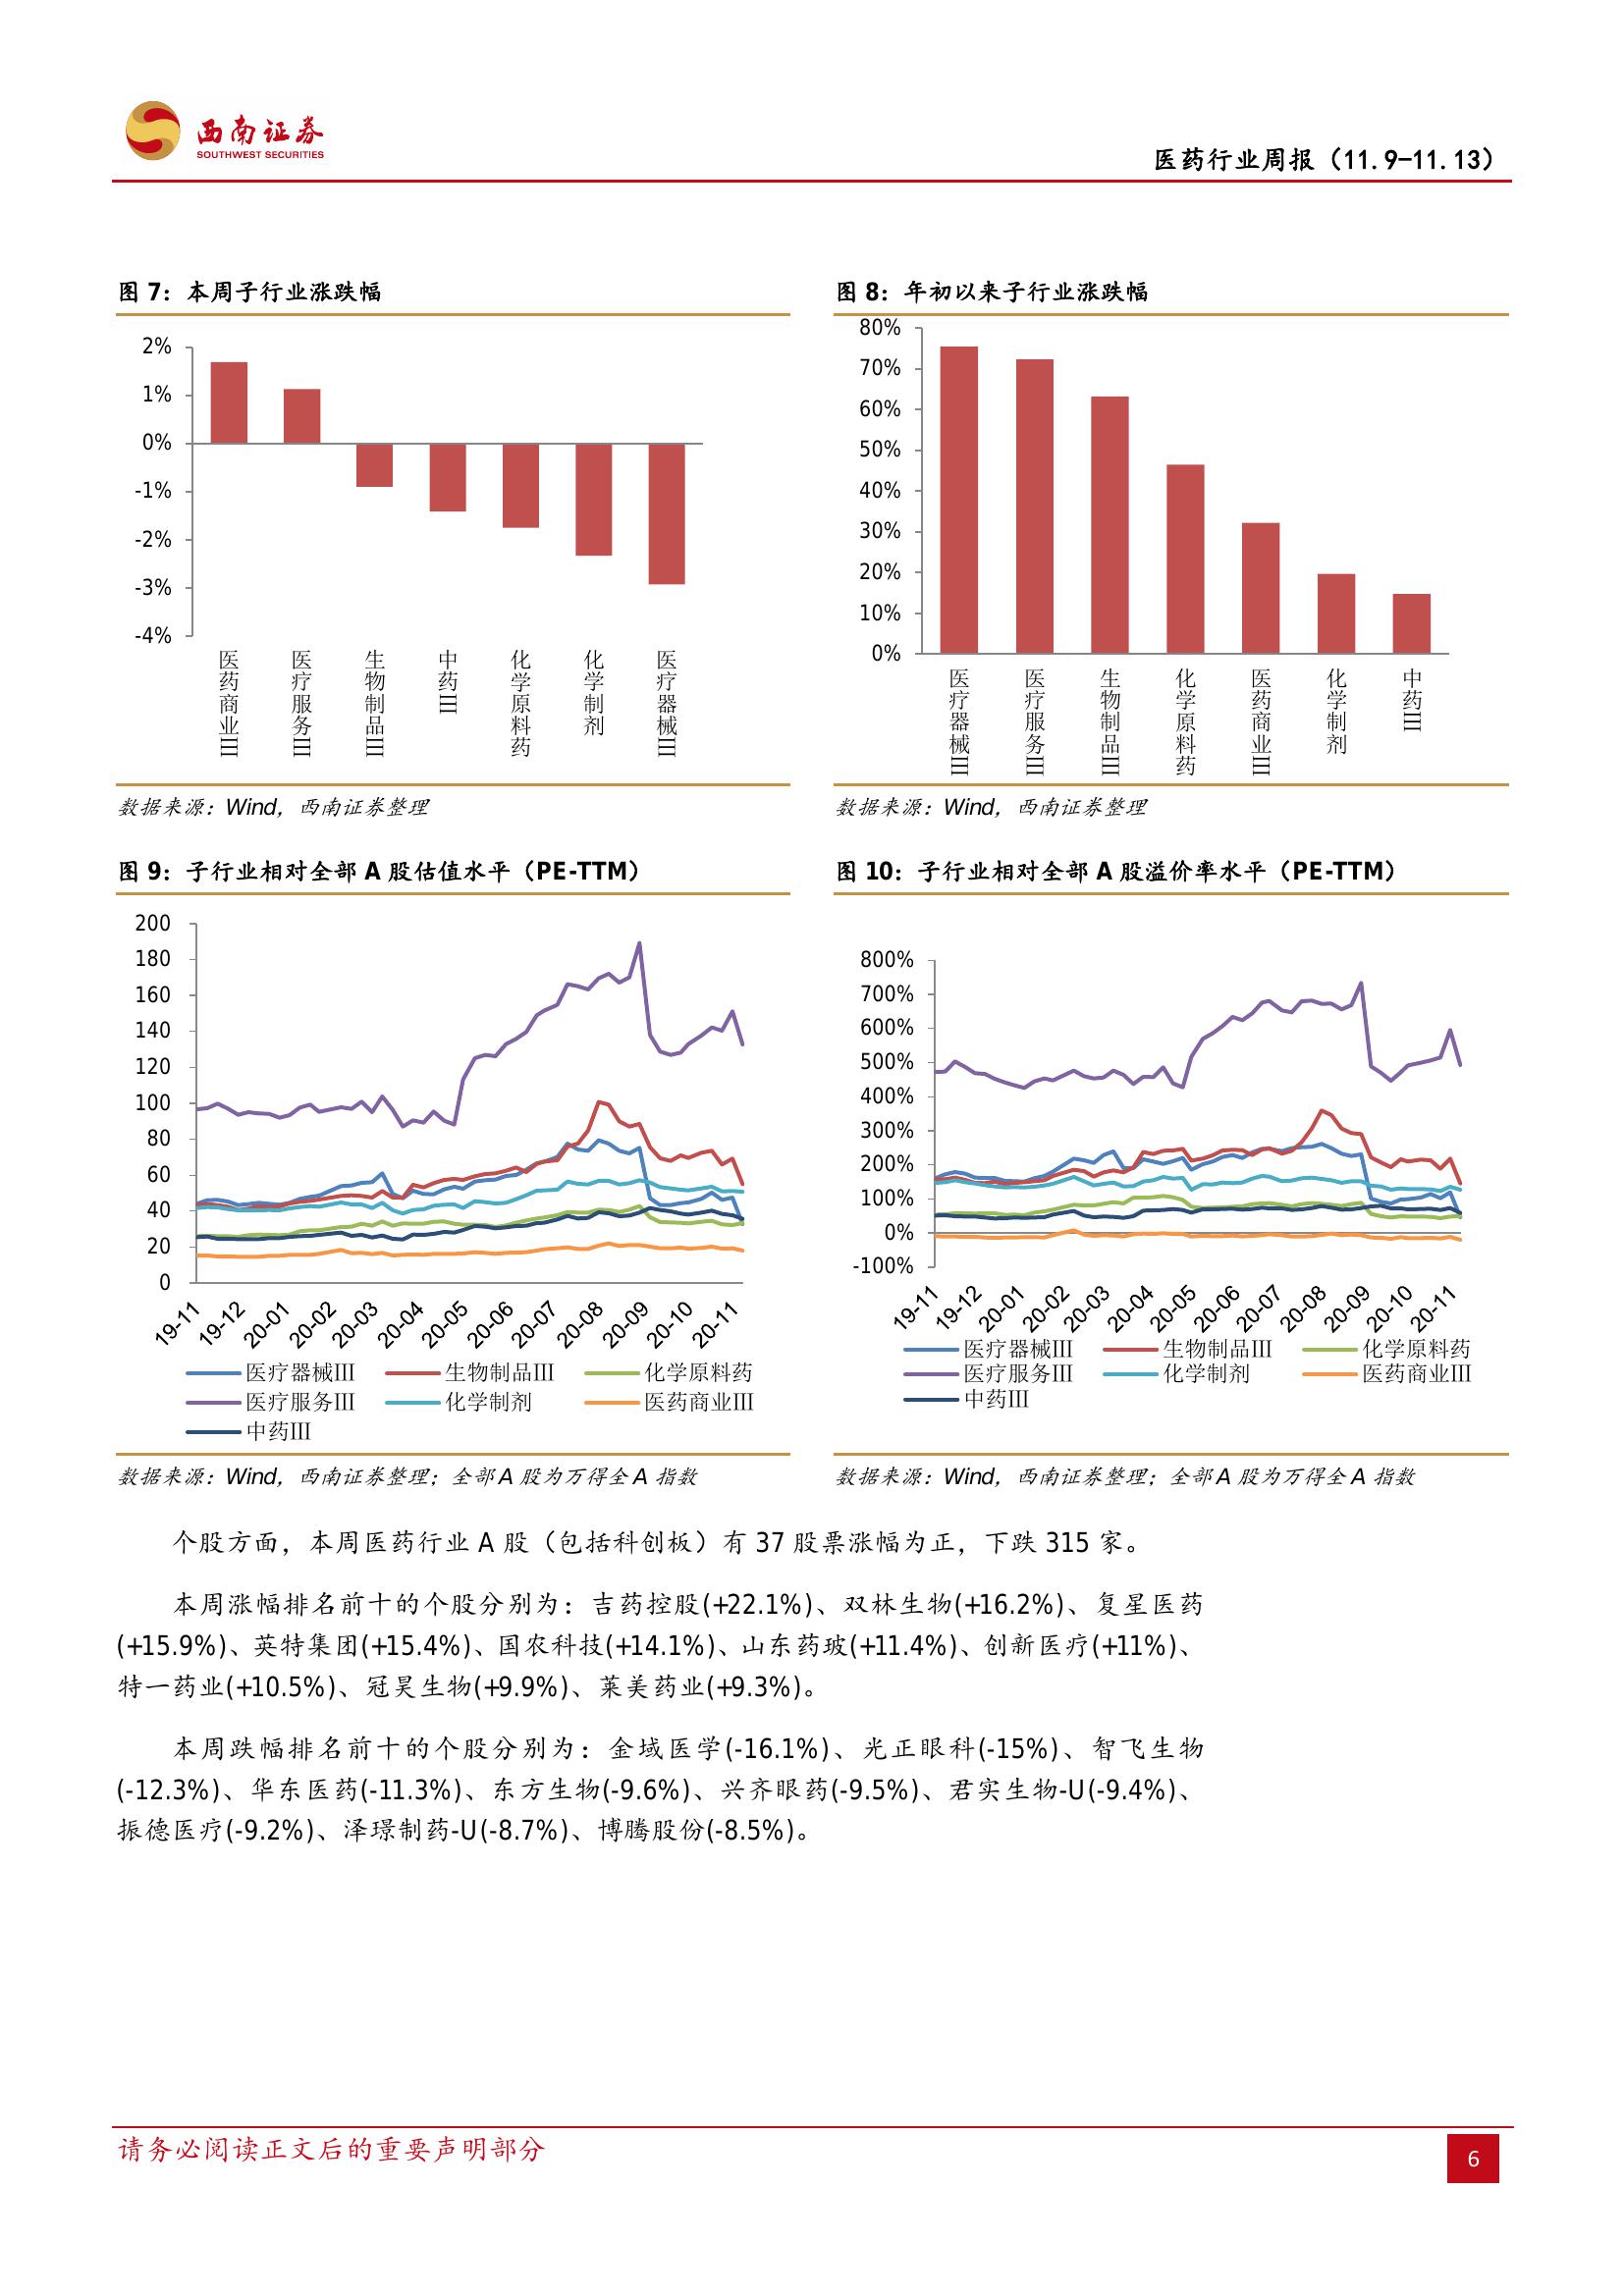 西南证券
SOUTHWEST SECURITIES
医药行业周报（11.9-11.13）
图 7：本周子行业涨跌幅
2%
1%
0%
-1%
-2%
-3%
-4%
医药商业III
医疗服务III
生物制品III
中药III
化学原料药
化学制剂
医疗器械III
数据来源：Wind，西南证券整理
图 8：年初以来子行业涨跌幅
80%
70%
60%
50%
40%
30%
20%
10%
0%
医疗器械III
医疗服务III
生物制品III
化学原料药
医药商业III
化学制剂
中药III
数据来源：Wind，西南证券整理
图 9：子行业相对全部 A 股估值水平（PE-TTM）
200
180
160
140
120
100
80
60
40
20
0
19-11 19-12 20-01 20-02 20-03 20-04 20-05 20-06 20-07 20-08 20-09 20-10 20-11
医疗器械III 生物制品III 化学原料药
医疗服务III 化学制剂 医药商业III
中药III
数据来源：Wind，西南证券整理；全部 A 股为万得全 A 指数
图 10：子行业相对全部 A 股溢价率水平（PE-TTM）
800%
700%
600%
500%
400%
300%
200%
100%
0%
-100%
19-11 19-12 20-01 20-02 20-03 20-04 20-05 20-06 20-07 20-08 20-09 20-10 20-11
医疗器械III 生物制品III 化学原料药
医疗服务III 化学制剂 医药商业III
中药III
数据来源：Wind，西南证券整理；全部 A 股为万得全 A 指数
个股方面，本周医药行业 A 股（包括科创板）有 37 股票涨幅为正，下跌 315 家。
本周涨幅排名前十的个股分别为：吉药控股(+22.1%)、双林生物(+16.2%)、复星医药
(+15.9%)、英特集团(+15.4%)、国农科技(+14.1%)、山东药玻(+11.4%)、创新医疗(+11%)、
特一药业(+10.5%)、冠昊生物(+9.9%)、莱美药业(+9.3%)。
本周跌幅排名前十的个股分别为：金域医学(-16.1%)、光正眼科(-15%)、智飞生物
(-12.3%)、华东医药(-11.3%)、东方生物(-9.6%)、兴齐眼药(-9.5%)、君实生物-U(-9.4%)、
振德医疗(-9.2%)、泽璟制药-U(-8.7%)、博腾股份(-8.5%)。
请务必阅读正文后的重要声明部分
6